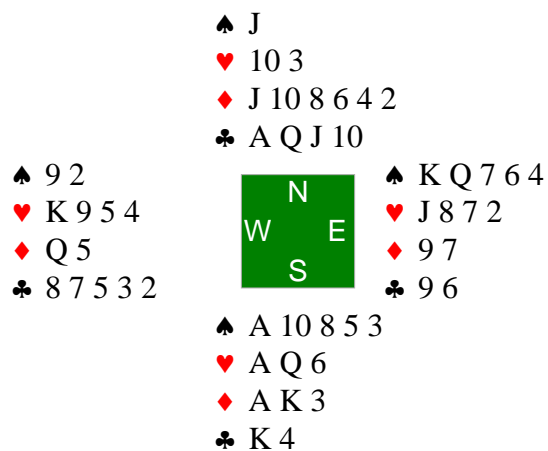 ♠ J
♥ 10 3
♦ J 10 8 6 4 2
♣ A Q J 10
♠ 9 2
♥ K 9 5 4
♦ Q 5
♣ 8 7 5 3 2
N
W E
S
♠ K Q 7 6 4
♥ J 8 7 2
♦ 9 7
♣ 9 6
♠ A 10 8 5 3
♥ A Q 6
♦ A K 3
♣ K 4